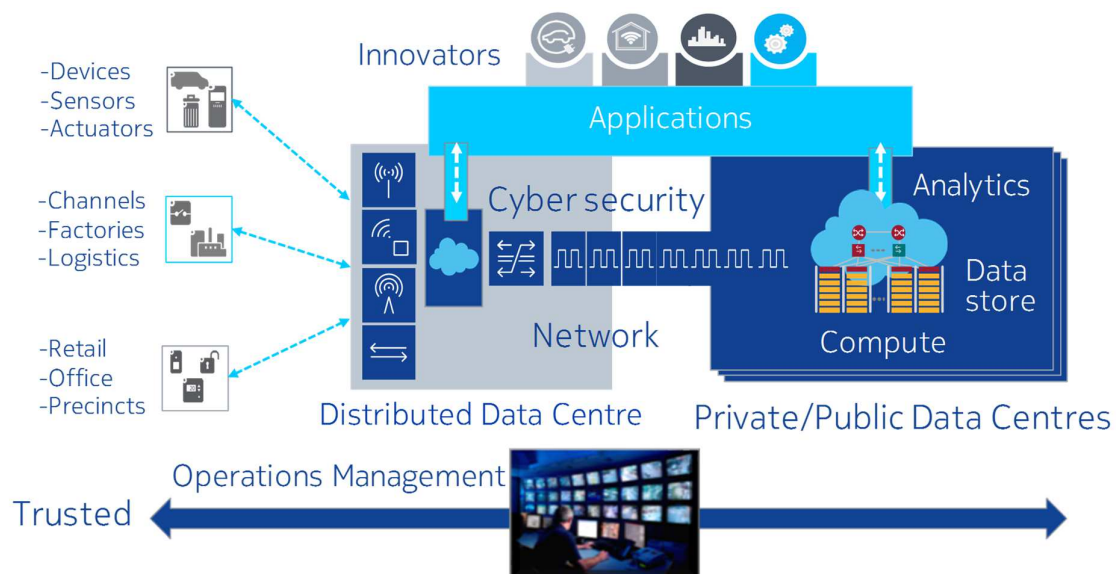 Innovators
-Devices
-Sensors
-Actuators
Applications
-Channels
-Factories
-Logistics
Cyber security
Analytics
Data
store
Network
Compute
-Retail
-Office
-Precincts
Distributed Data Centre
Private/Public Data Centres
Operations Management
Trusted